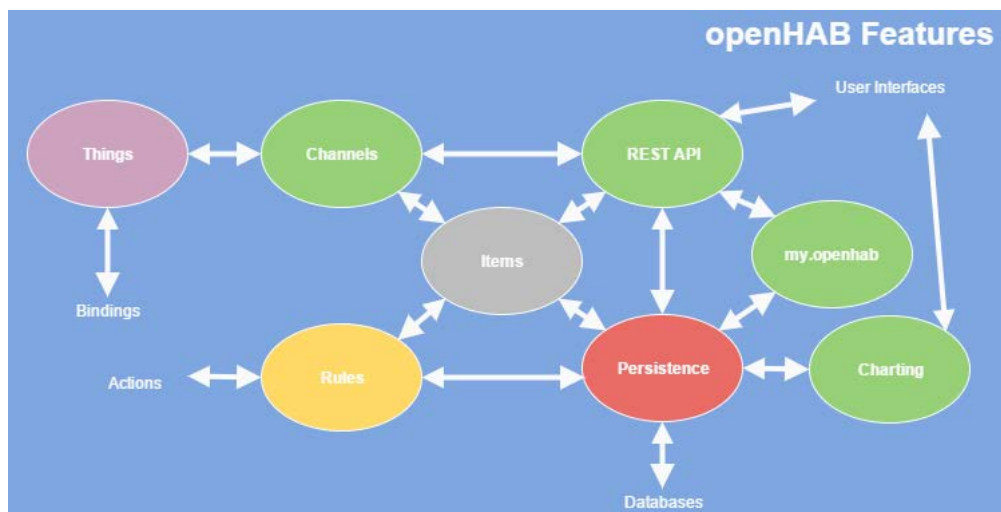 openHAB Features
User Interfaces
Things
Channels
REST API
Items
my.openhab
Bindings
Actions
Rules
Persistence
Charting
Databases